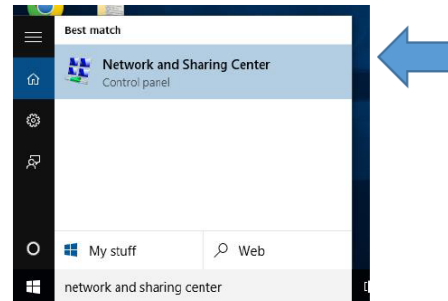 Best match
Network and Sharing Center
Control panel
My stuff
Web
network and sharing center